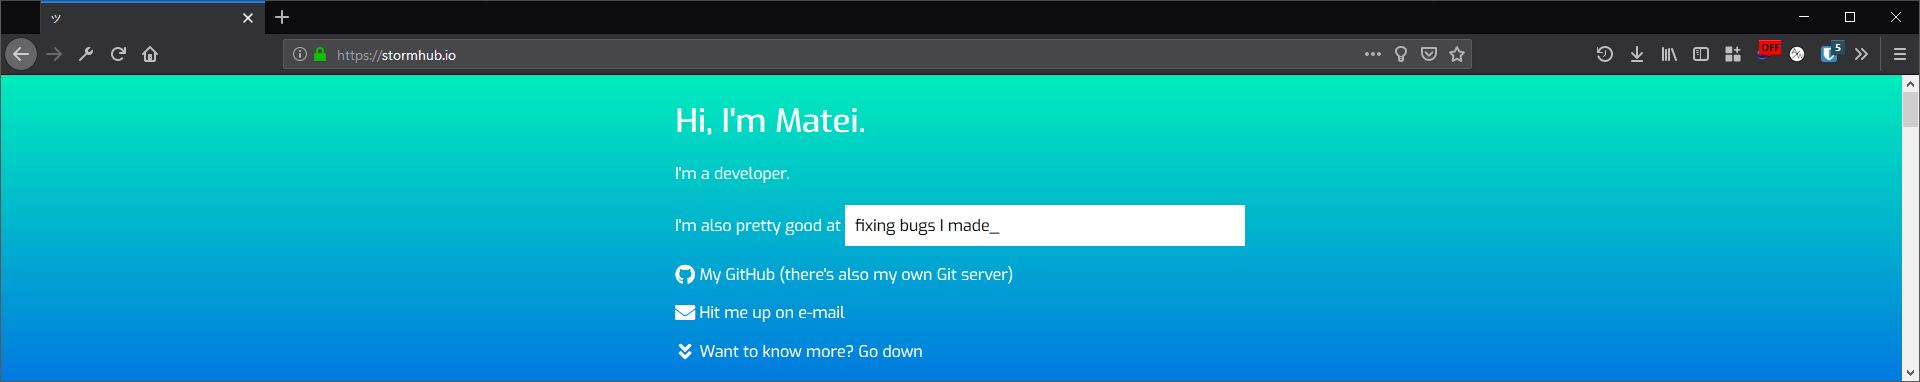 ツ
https://stormhub.io
OFF
5
Hi, I'm Matei.
I'm a developer.
I'm also pretty good at fixing bugs I made_
My GitHub (there's also my own Git server)
Hit me up on e-mail
Want to know more? Go down